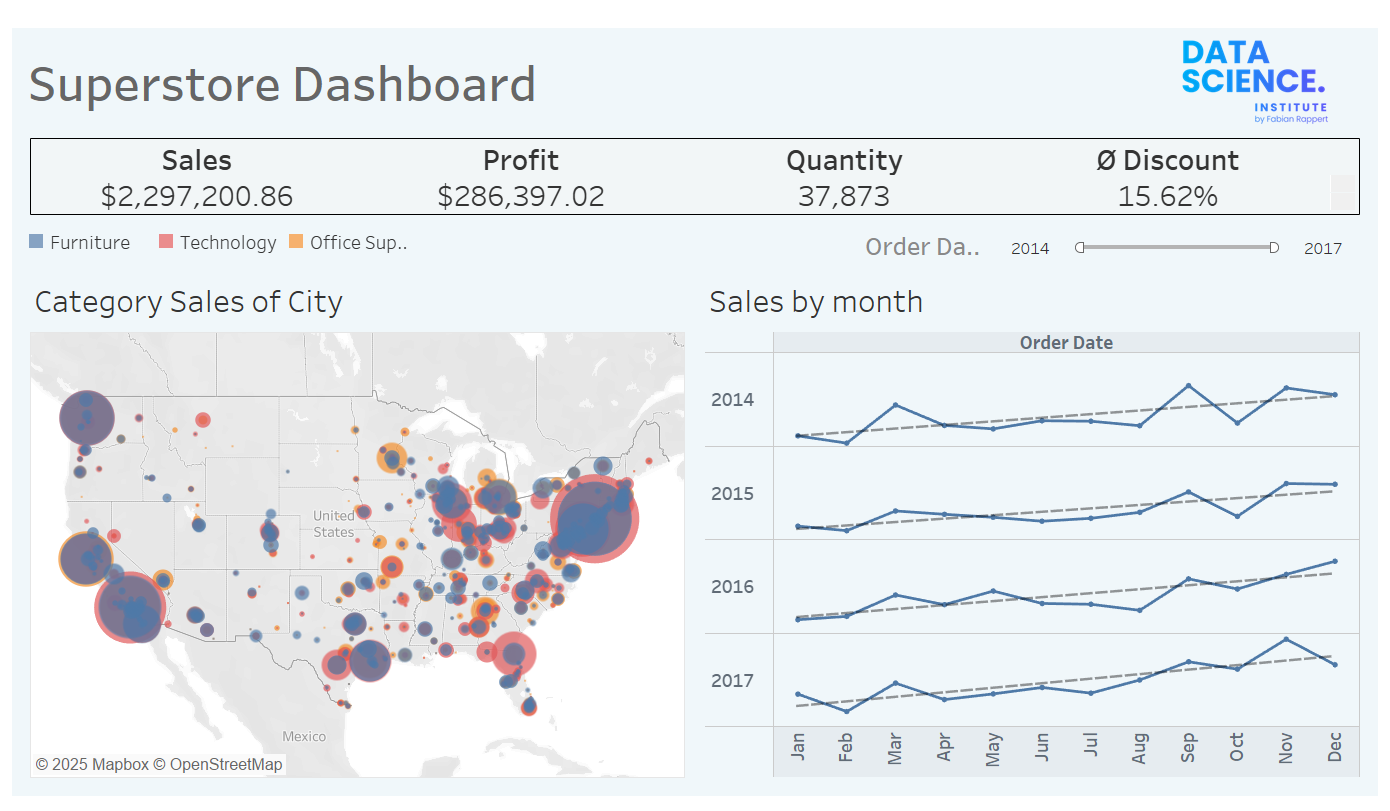 Superstore Dashboard
DATA
SCIENCE.
INSTITUTE
by Fabian Rappert
Sales
Profit
Quantity
Ø Discount
$2,297,200.86
$286,397.02
37,873
15.62%
Furniture
Technology
Office Sup..
Order Da..
2014
2017
Category Sales of City
United
States
Mexico
© 2025 Mapbox © OpenStreetMap
Sales by month
Order Date
2014
2015
2016
2017
Jan
Feb
Mar
Apr
May
Jun
Jul
Aug
Sep
Oct
Nov
Dec